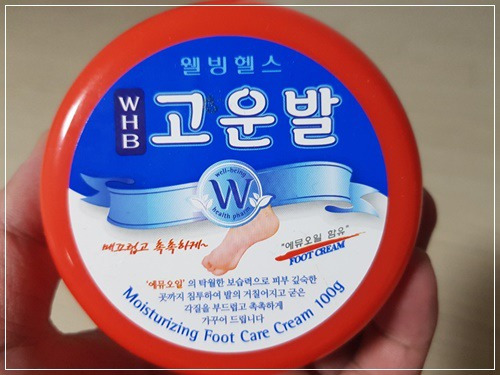 웰빙헬스
WHB
고운발
well-being
W
health pharm
매끄럽고 촉촉하게~
"에뮤오일 함유"
FOOT CREAM
'에뮤오일'의 탁월한 보습력으로 피부 깊숙한
곳까지 침투하여 발의 거칠어지고 굳은
각질을 부드럽고 촉촉하게
가꾸어 드립니다
Moisturizing Foot Care Cream 100g